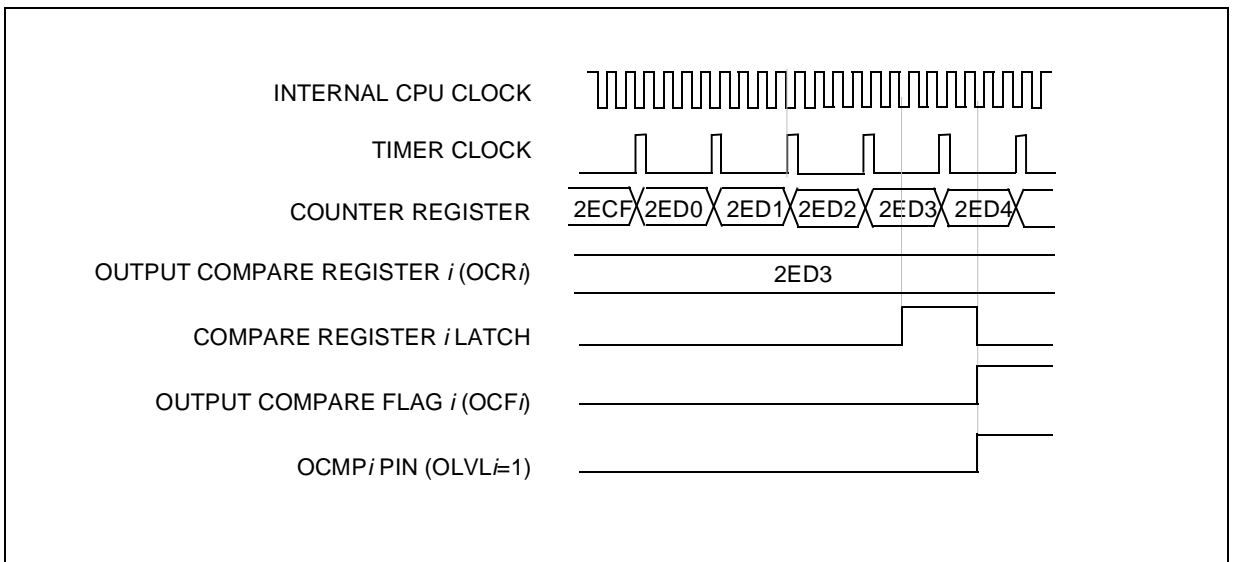 INTERNAL CPU CLOCK
TIMER CLOCK
COUNTER REGISTER 2ECF 2ED0 2ED1 2ED2 2ED3 2ED4
OUTPUT COMPARE REGISTER i (OCRi) 2ED3
COMPARE REGISTER i LATCH
OUTPUT COMPARE FLAG i (OCFi)
OCMPi PIN (OLVLi=1)